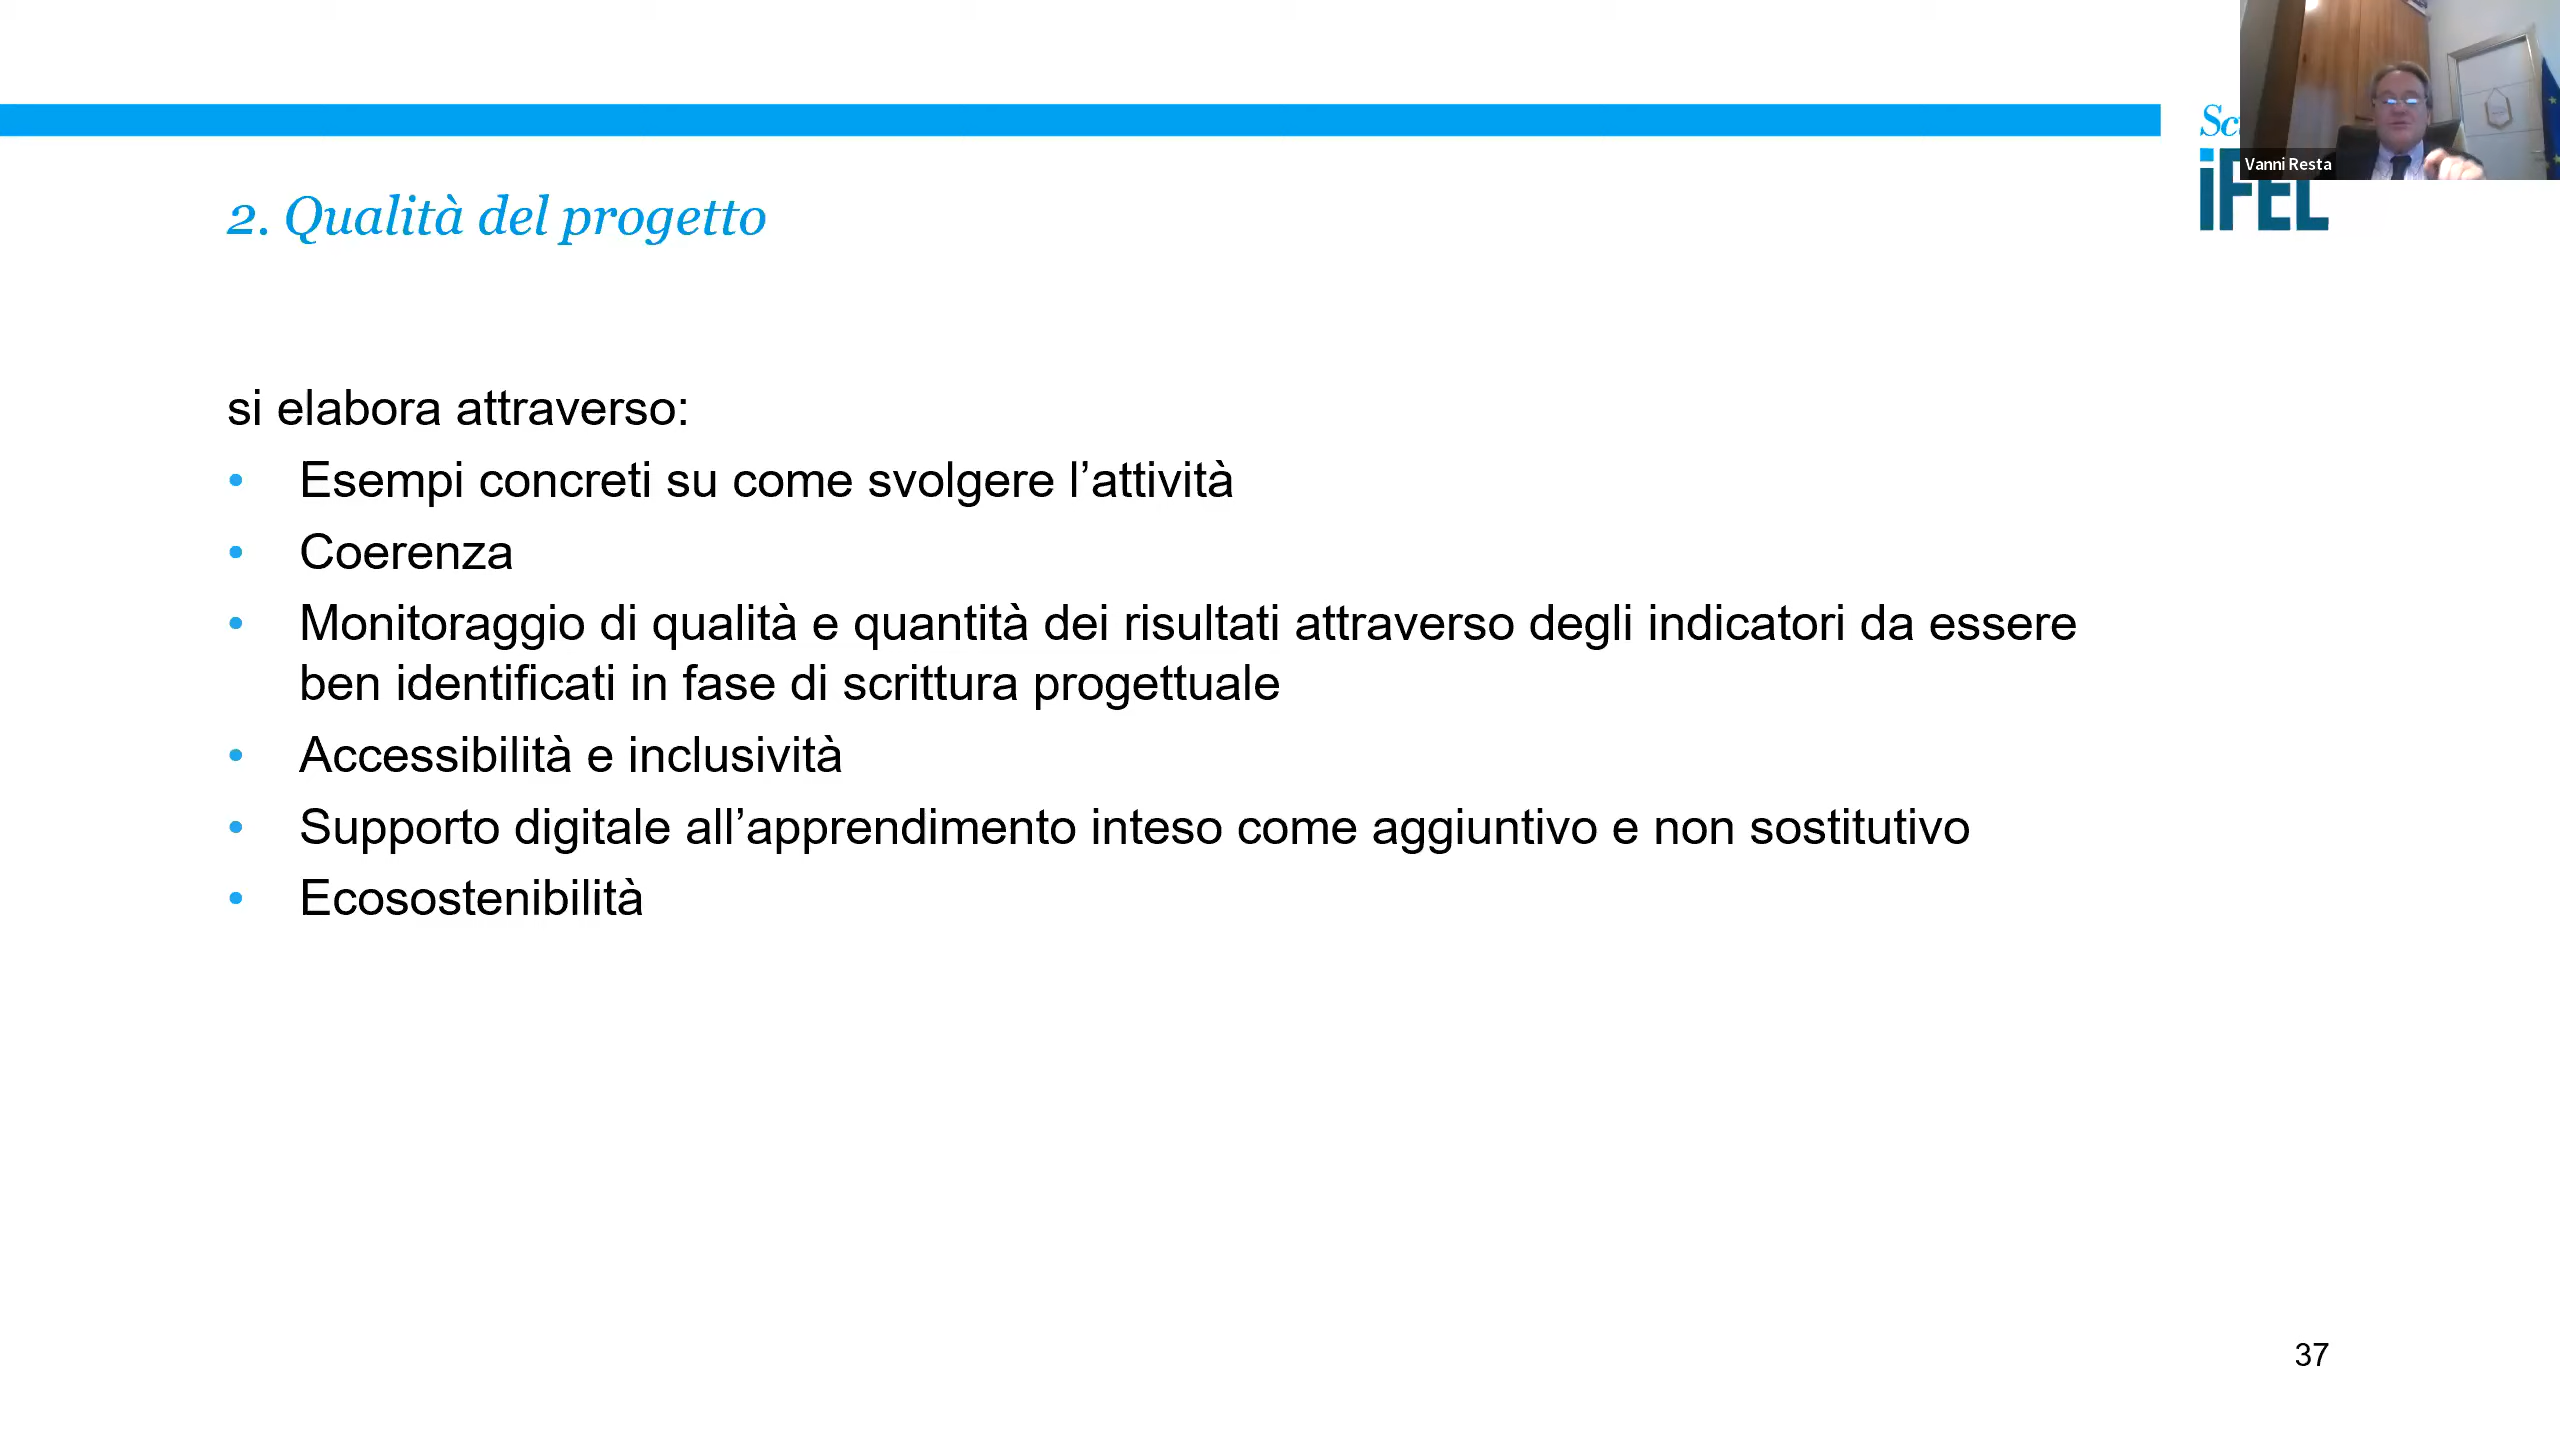 Vanni Resta
iFEL
2. Qualità del progetto
si elabora attraverso:
• Esempi concreti su come svolgere l’attività
• Coerenza
• Monitoraggio di qualità e quantità dei risultati attraverso degli indicatori da essere
ben identificati in fase di scrittura progettuale
• Accessibilità e inclusività
• Supporto digitale all’apprendimento inteso come aggiuntivo e non sostitutivo
• Ecosostenibilità
37